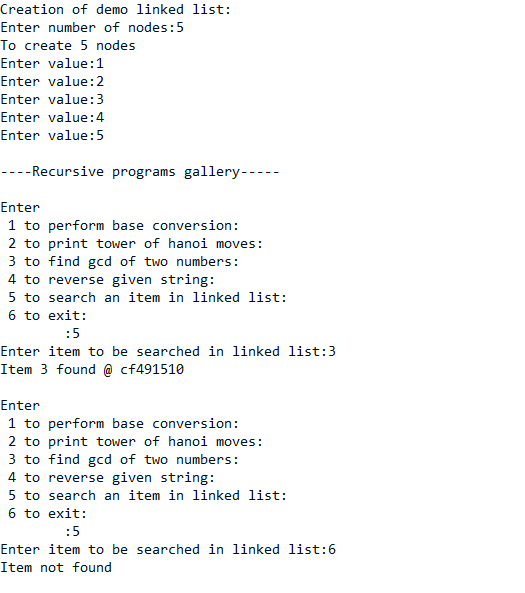 Creation of demo linked list:
Enter number of nodes:5
To create 5 nodes
Enter value:1
Enter value:2
Enter value:3
Enter value:4
Enter value:5
----Recursive programs gallery-----
Enter
1 to perform base conversion:
2 to print tower of hanoi moves:
3 to find gcd of two numbers:
4 to reverse given string:
5 to search an item in linked list:
6 to exit:
:5
Enter item to be searched in linked list:3
Item 3 found @ cf491510
Enter
1 to perform base conversion:
2 to print tower of hanoi moves:
3 to find gcd of two numbers:
4 to reverse given string:
5 to search an item in linked list:
6 to exit:
:5
Enter item to be searched in linked list:6
Item not found